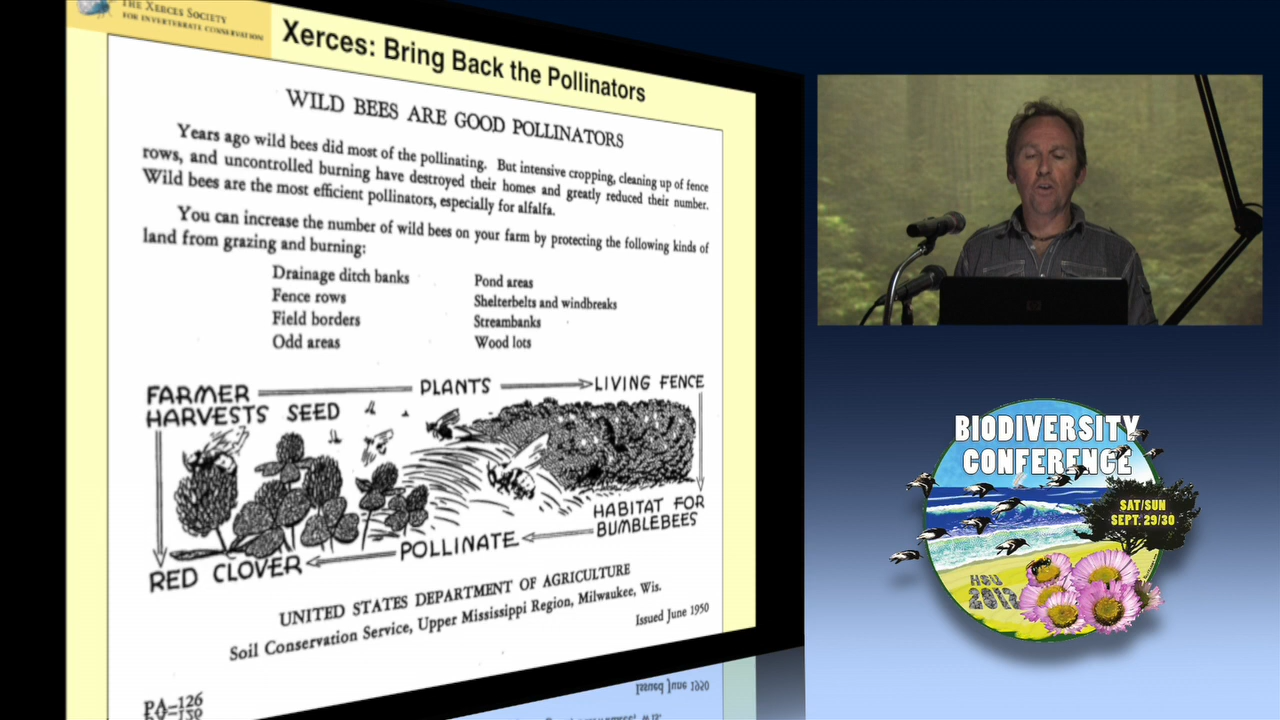 THE XERCES SOCIETY
FOR INVERTEBRATE CONSERVATION
Xerces: Bring Back the Pollinators
WILD BEES ARE GOOD POLLINATORS
Years ago wild bees did most of the pollinating. But intensive cropping, cleaning up of fence
rows, and uncontrolled burning have destroyed their homes and greatly reduced their number.
Wild bees are the most efficient pollinators, especially for alfalfa.
You can increase the number of wild bees on your farm by protecting the following kinds of
land from grazing and burning:
Drainage ditch banks
Fence rows
Field borders
Odd areas
Pond areas
Shelterbelts and windbreaks
Streambanks
Wood lots
FARMER
HARVESTS SEED
PLANTS
LIVING FENCE
HABITAT FOR
BUMBLEBEES
POLLINATE
RED CLOVER
UNITED STATES DEPARTMENT OF AGRICULTURE
Soil Conservation Service, Upper Mississippi Region, Milwaukee, Wis.
Issued June 1950
PA-126
BIODIVERSITY
CONFERENCE
SAT/SUN
SEPT. 29/30
HSU
2012